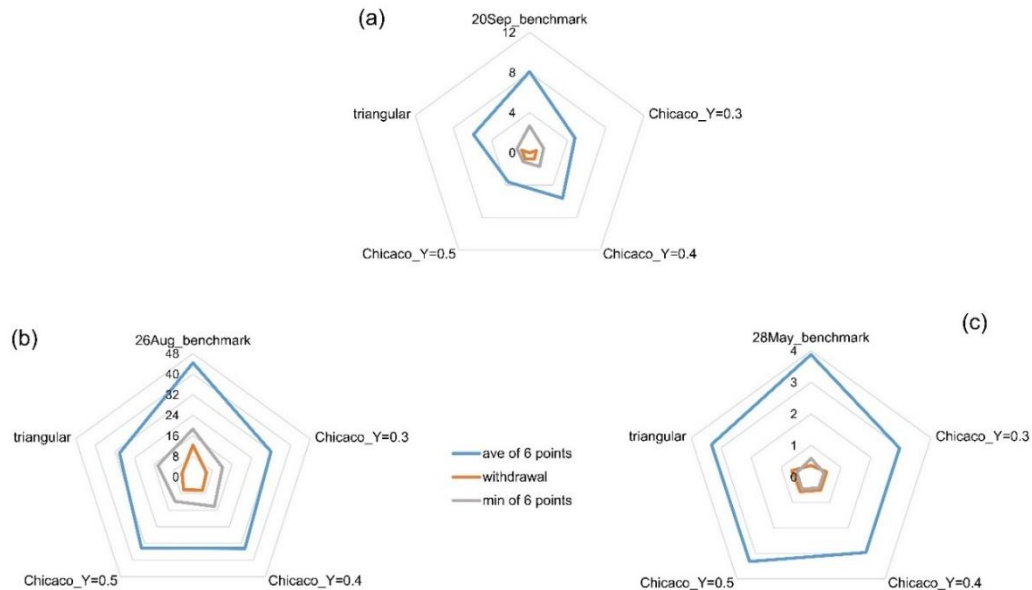 (a)
20Sep_benchmark
12
8
4
0
triangular
Chicaco_Y=0.3
Chicaco_Y=0.5
Chicaco_Y=0.4
(b)
26Aug_benchmark
48
40
32
24
16
8
0
triangular
Chicaco_Y=0.3
Chicaco_Y=0.5
Chicaco_Y=0.4
ave of 6 points
withdrawal
min of 6 points
(c)
28May_benchmark
4
3
2
1
0
triangular
Chicaco_Y=0.3
Chicaco_Y=0.5
Chicaco_Y=0.4